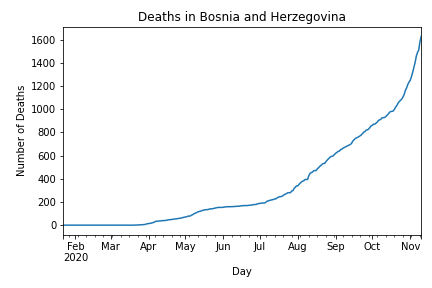 Deaths in Bosnia and Herzegovina
1600
1400
1200
1000
800
600
400
200
0
Number of Deaths
Feb Mar Apr May Jun Jul Aug Sep Oct Nov
2020
Day